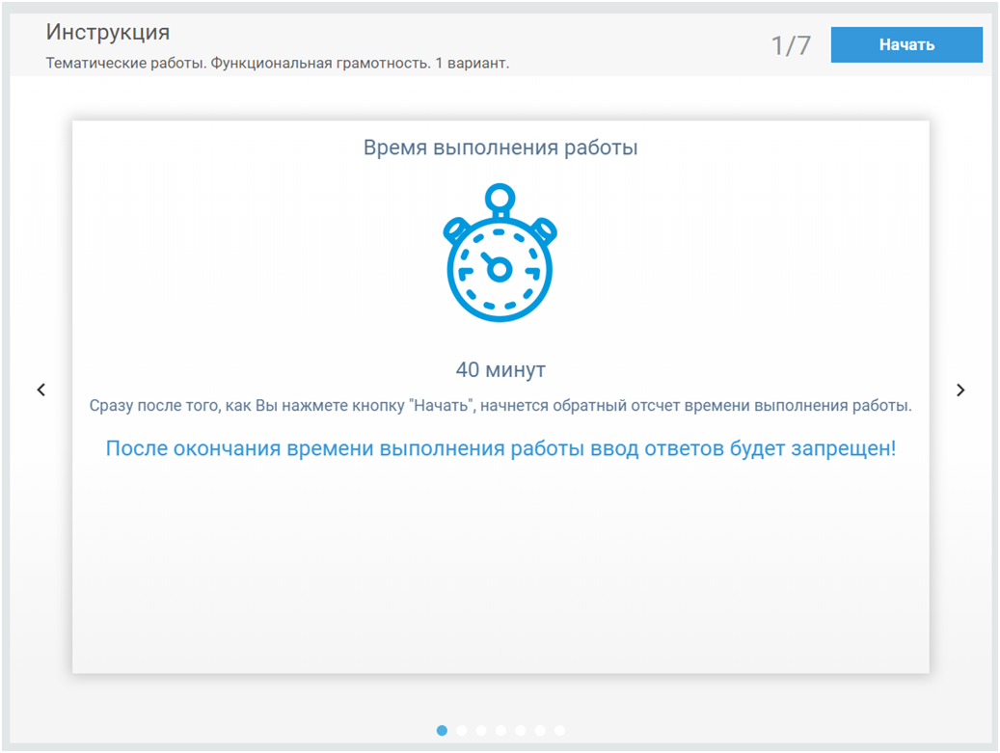 Инструкция
Тематические работы. Функциональная грамотность. 1 вариант.
1/7
Начать
Время выполнения работы
40 минут
Сразу после того, как Вы нажмете кнопку "Начать", начнется обратный отсчет времени выполнения работы.
После окончания времени выполнения работы ввод ответов будет запрещен!